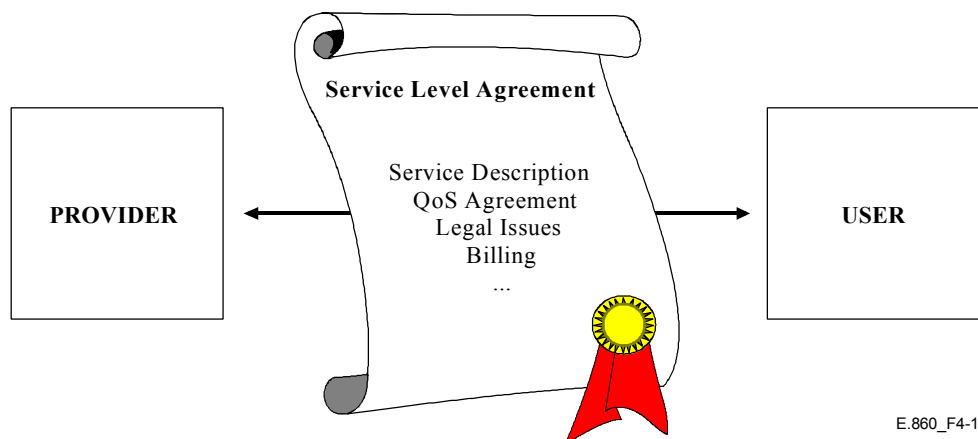 Service Level Agreement
Service Description
QoS Agreement
Legal Issues
Billing
...
PROVIDER
USER
E.860_F4-1